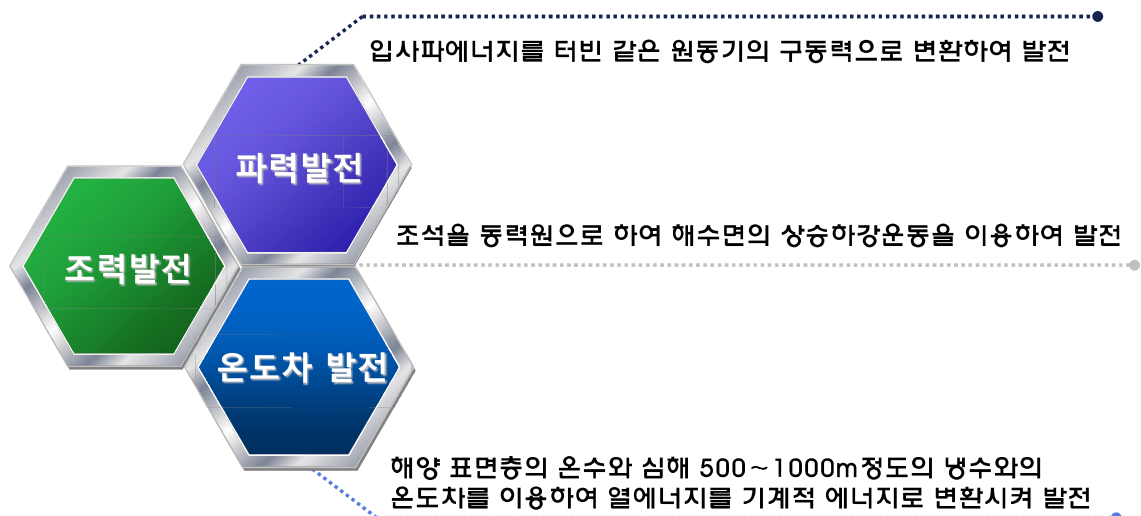 입사파에너지를 터빈 같은 원동기의 구동력으로 변환하여 발전
파력발전
조석을 동력원으로 하여 해수면의 상승하강운동을 이용하여 발전
조력발전
온도차 발전
해양 표면층의 온수와 심해 500~1000m정도의 냉수와의
온도차를 이용하여 열에너지를 기계적 에너지로 변환시켜 발전